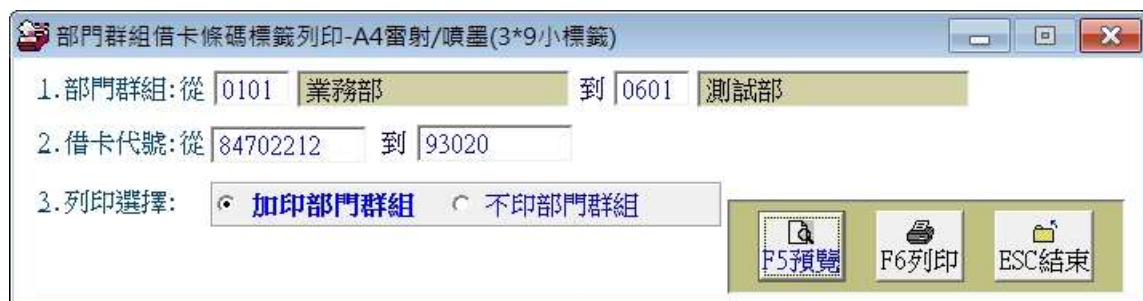 部門群組借卡條碼標籤列印-A4雷射/噴墨(3*9小標籤)
1.部門群組:從 0101 業務部 到 0601 測試部
2.借卡代號:從 84702212 到 93020
3.列印選擇: 加印部門群組 不印部門群組
F5預覽 F6列印 ESC結束